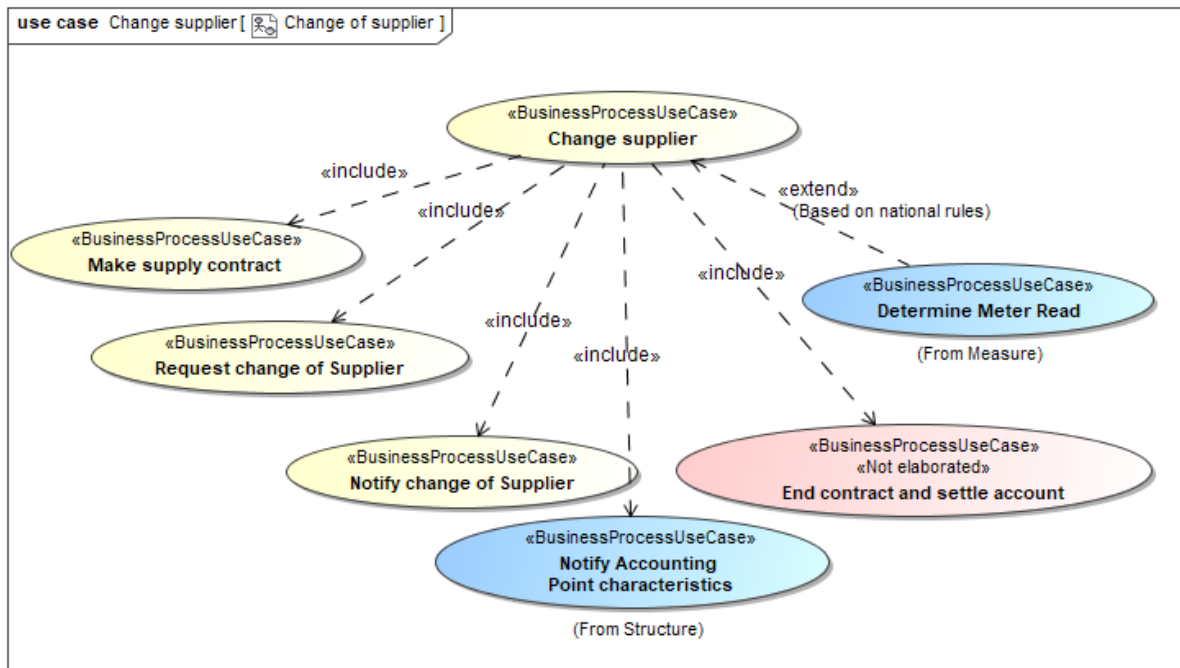 use case Change supplier [ Change of supplier ]
«BusinessProcessUseCase»
Change supplier
«include»
«extend»
«include»
(Based on national rules)
«BusinessProcessUseCase»
Make supply contract
«include»
«BusinessProcessUseCase»
Determine Meter Read
«include»
«BusinessProcessUseCase»
Request change of Supplier
«include»
(From Measure)
«BusinessProcessUseCase»
«Not elaborated»
End contract and settle account
«BusinessProcessUseCase»
Notify change of Supplier
«BusinessProcessUseCase»
Notify Accounting
Point characteristics
(From Structure)